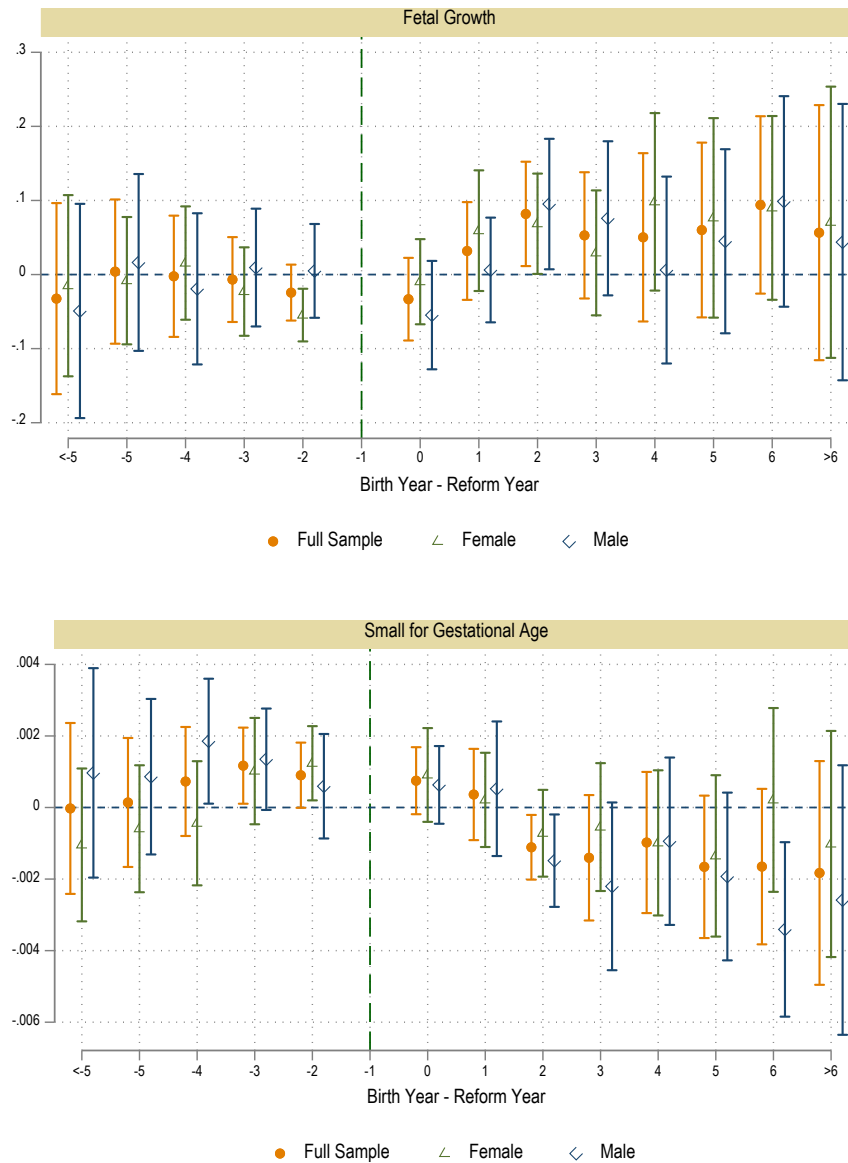 Fetal Growth
.3
.2
.1
0
-.1
-.2
<-5 -5 -4 -3 -2 -1 0 1 2 3 4 5 6 >6
Birth Year - Reform Year
Full Sample Female Male
Small for Gestational Age
.004
.002
0
-.002
-.004
-.006
<-5 -5 -4 -3 -2 -1 0 1 2 3 4 5 6 >6
Birth Year - Reform Year
Full Sample Female Male